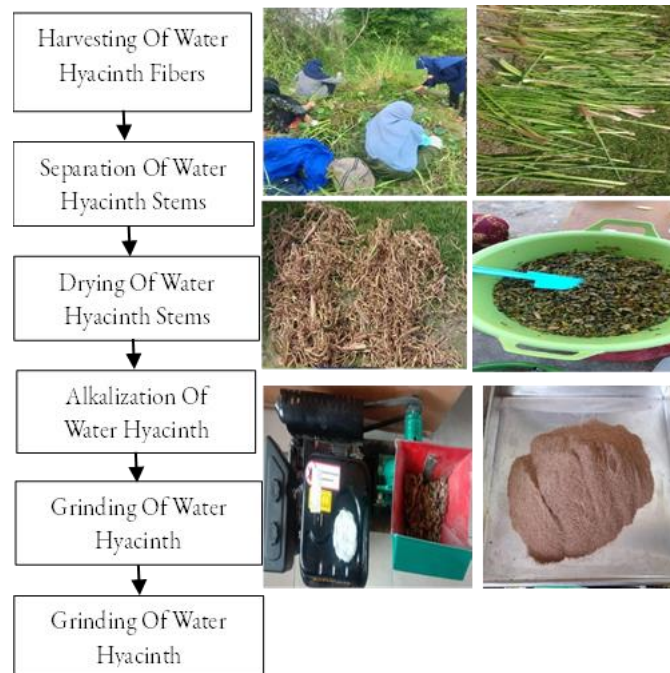 Harvesting Of Water
Hyacinth Fibers
Separation Of Water
Hyacinth Stems
Drying Of Water
Hyacinth Stems
Alkalization Of
Water Hyacinth
Grinding Of Water
Hyacinth
Grinding Of Water
Hyacinth